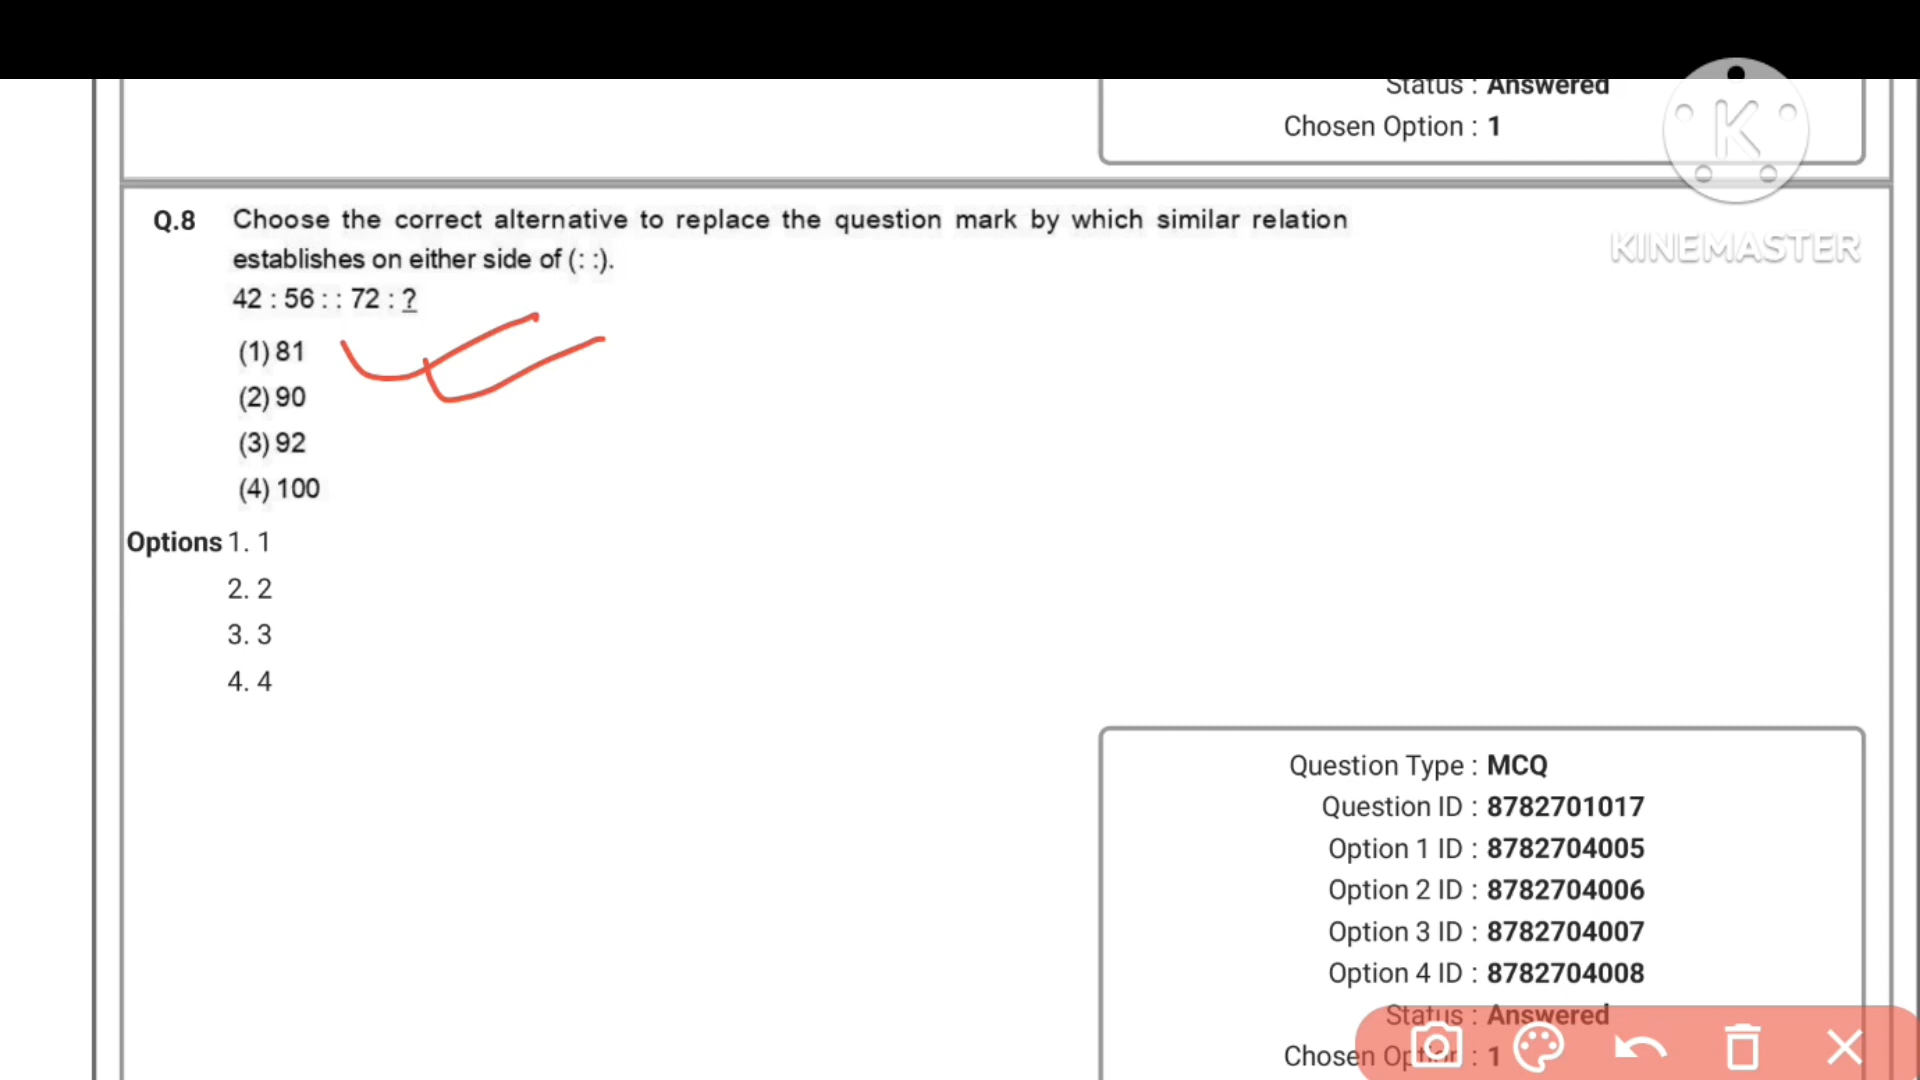 Status : Answered
Chosen Option : 1
K
KINEMASTER
Q.8 Choose the correct alternative to replace the question mark by which similar relation
establishes on either side of (: :).
42 : 56 : : 72 : ?
(1) 81
(2) 90
(3) 92
(4) 100
Options 1. 1
2. 2
3. 3
4. 4
Question Type : MCQ
Question ID : 8782701017
Option 1 ID : 8782704005
Option 2 ID : 8782704006
Option 3 ID : 8782704007
Option 4 ID : 8782704008
Status : Answered
Chosen Option : 1